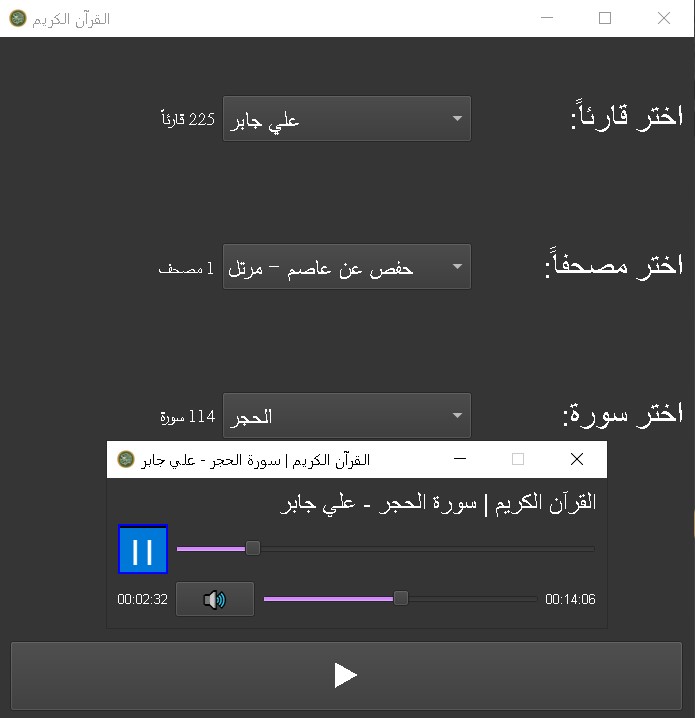 القرآن الكريم
اختر قارئاً:
علي جابر
225 قارئاً
اختر مصحفاً:
حفص عن عاصم - مرتل
1 مصحف
اختر سورة:
الحجر
114 سورة
القرآن الكريم | سورة الحجر - علي جابر
القرآن الكريم | سورة الحجر - علي جابر
00:02:32
00:14:06